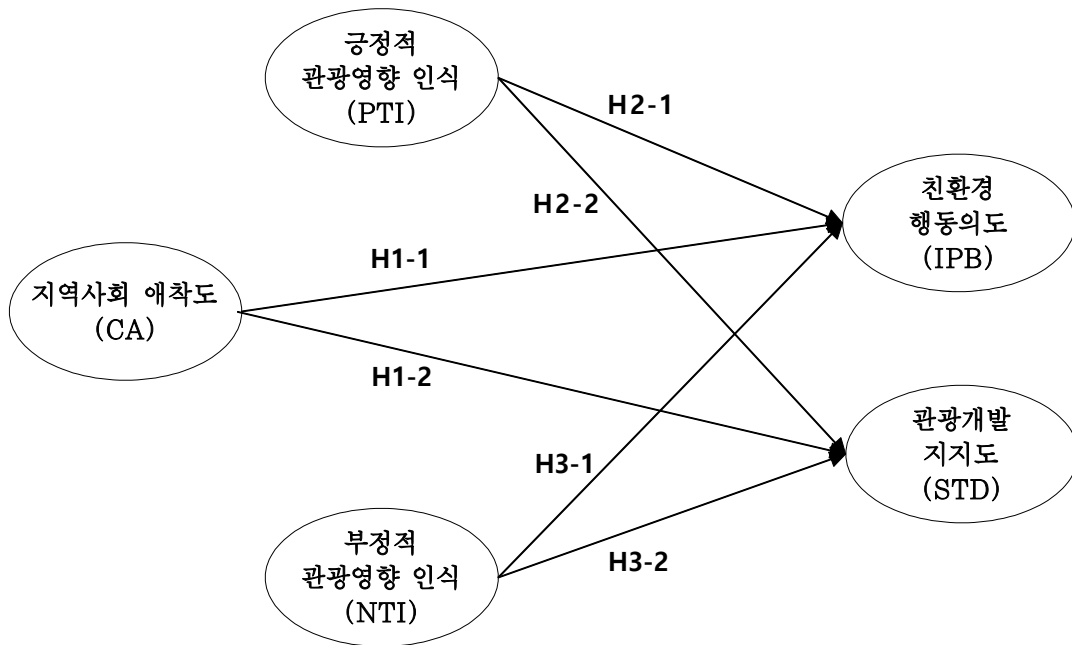 긍정적
관광영향 인식
(PTI)
H2-1
친환경
행동의도
(IPB)
H2-2
H1-1
지역사회 애착도
(CA)
H1-2
관광개발
지지도
(STD)
H3-1
부정적
관광영향 인식
(NTI)
H3-2